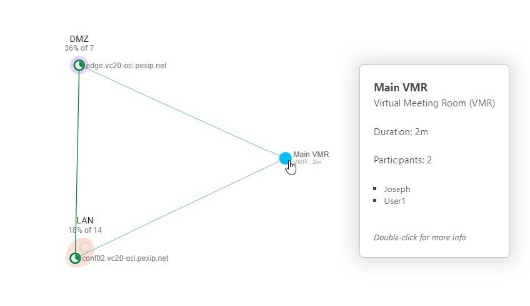 DMZ
36% of 7
edge.vc20-osl.pexip.net
Main VMR
VMR : 2m
LAN
18% of 14
conf02.vc20-osl.pexip.net
Main VMR
Virtual Meeting Room (VMR)
Duration: 2m
Participants: 2
Joseph
User1
Double-click for more info